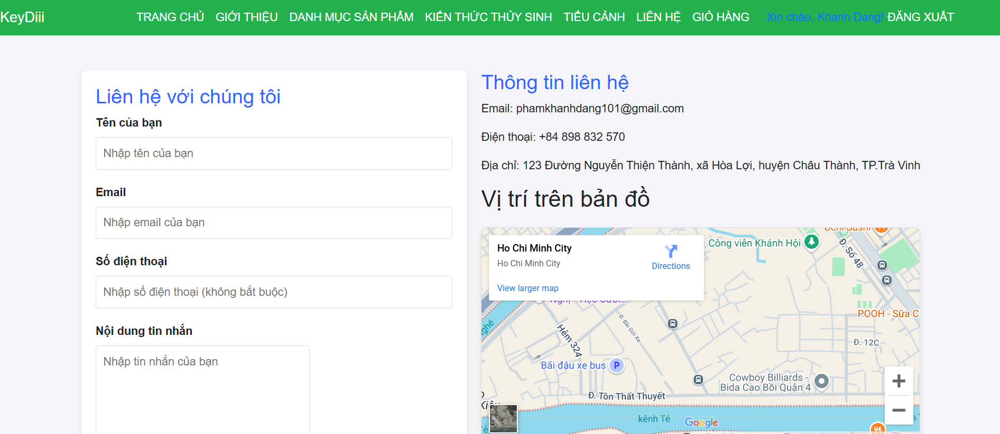 KeyDiii
TRANG CHỦ GIỚI THIỆU DANH MỤC SẢN PHẨM KIẾN THỨC THỦY SINH TIỂU CẢNH LIÊN HỆ GIỎ HÀNG Xin chào, Khanh Dang! ĐĂNG XUẤT
Liên hệ với chúng tôi
Tên của bạn
Nhập tên của bạn
Email
Nhập email của bạn
Số điện thoại
Nhập số điện thoại (không bắt buộc)
Nội dung tin nhắn
Nhập tin nhắn của bạn
Thông tin liên hệ
Email: phamkhanhdang101@gmail.com
Điện thoại: +84 898 832 570
Địa chỉ: 123 Đường Nguyễn Thiện Thành, xã Hòa Lợi, huyện Châu Thành, TP.Trà Vinh
Vị trí trên bản đồ
Ho Chi Minh City
Ho Chi Minh City
Directions
View larger map
Công viên Khánh Hội
Đ. Số 48
POOH - Sữa C
Đ. Bãi Gửi Xe
Hẻm 324
Đ. 12C
Bãi đậu xe bus
P
Cowboy Billiards -
Bida Cao Bồi Quận 4
Đ. Tôn Thất Thuyết
kênh Tẻ
Google